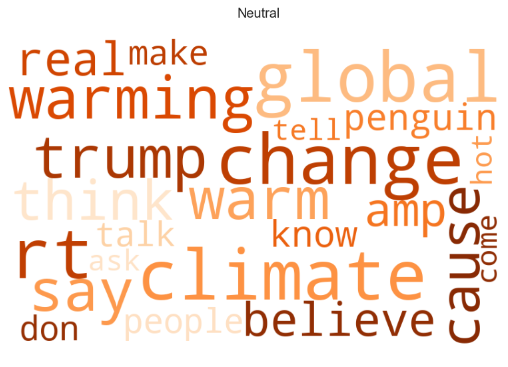 Neutral
real make
warming global
tell penguin
trump change hot
think warm amp cause
rt talk know come
ask climate
say
don people believe